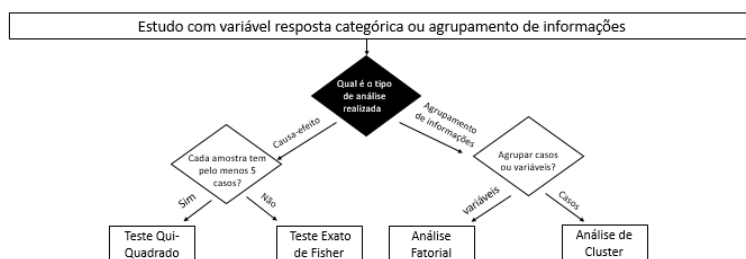 Estudo com variável resposta categórica ou agrupamento de informações
Qual é o tipo
de análise
realizada
Causa-efeito
Agrupamento
de informações
Cada amostra tem
pelo menos 5
casos?
Agrupar casos
ou variáveis?
Sim
Não
variáveis
Casos
Teste Qui-
Quadrado
Teste Exato
de Fisher
Análise
Fatorial
Análise de
Cluster